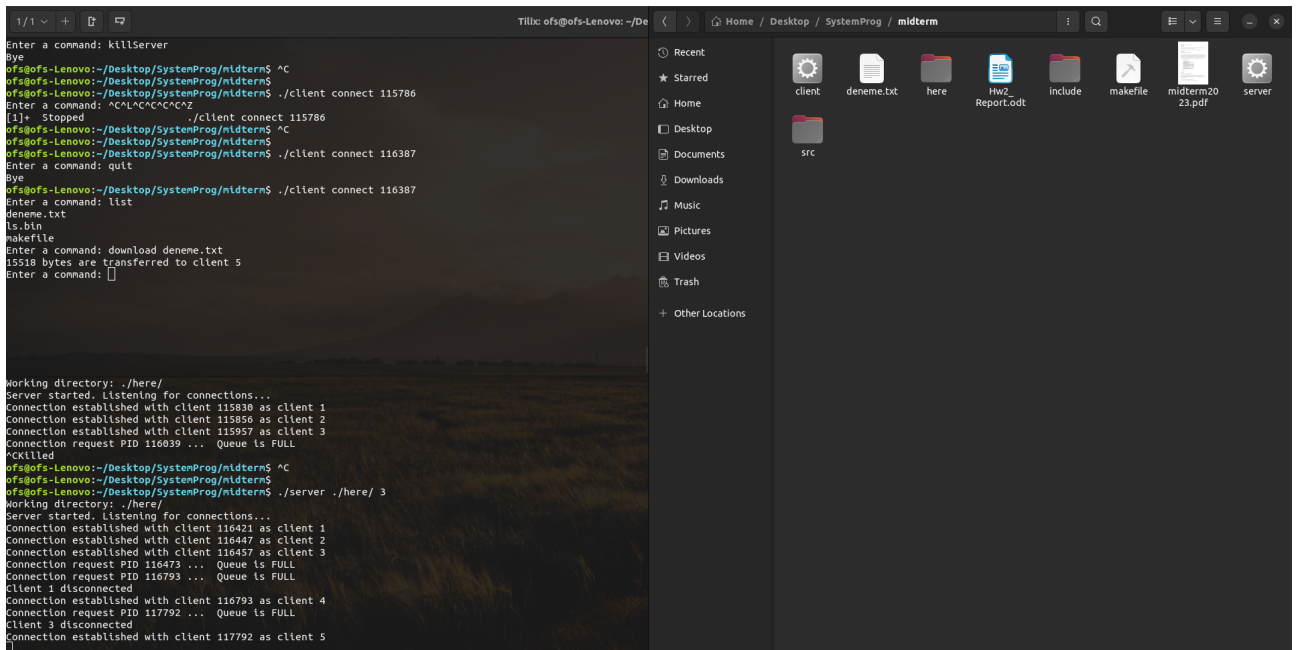 1/1
Tilix: ofs@ofs-Lenovo: ~/De
Enter a command: killServer
Bye
ofs@ofs-Lenovo:~/Desktop/SystemProg/midterm$ ^C
ofs@ofs-Lenovo:~/Desktop/SystemProg/midterm$
ofs@ofs-Lenovo:~/Desktop/SystemProg/midterm$ ./client connect 115786
Enter a command: ^C^L^C^C^C^C^Z
[1]+  Stopped                 ./client connect 115786
ofs@ofs-Lenovo:~/Desktop/SystemProg/midterm$ ^C
ofs@ofs-Lenovo:~/Desktop/SystemProg/midterm$
ofs@ofs-Lenovo:~/Desktop/SystemProg/midterm$ ./client connect 116387
Enter a command: quit
Bye
ofs@ofs-Lenovo:~/Desktop/SystemProg/midterm$ ./client connect 116387
Enter a command: list
deneme.txt
ls.bin
makefile
Enter a command: download deneme.txt
15518 bytes are transferred to client 5
Enter a command:
Working directory: ./here/
Server started. Listening for connections...
Connection established with client 115830 as client 1
Connection established with client 115856 as client 2
Connection established with client 115957 as client 3
Connection request PID 116039 ...  Queue is FULL
^CKilled
ofs@ofs-Lenovo:~/Desktop/SystemProg/midterm$ ^C
ofs@ofs-Lenovo:~/Desktop/SystemProg/midterm$
ofs@ofs-Lenovo:~/Desktop/SystemProg/midterm$ ./server ./here/ 3
Working directory: ./here/
Server started. Listening for connections...
Connection established with client 116421 as client 1
Connection established with client 116447 as client 2
Connection established with client 116457 as client 3
Connection request PID 116473 ...  Queue is FULL
Connection request PID 116793 ...  Queue is FULL
Client 1 disconnected
Connection established with client 116793 as client 4
Connection request PID 117792 ...  Queue is FULL
Client 3 disconnected
Connection established with client 117792 as client 5
Home / Desktop / SystemProg / midterm
Recent
Starred
Home
Desktop
Documents
Downloads
Music
Pictures
Videos
Trash
Other Locations
client
deneme.txt
here
Hw2_
Report.odt
include
makefile
midterm20
23.pdf
server
src